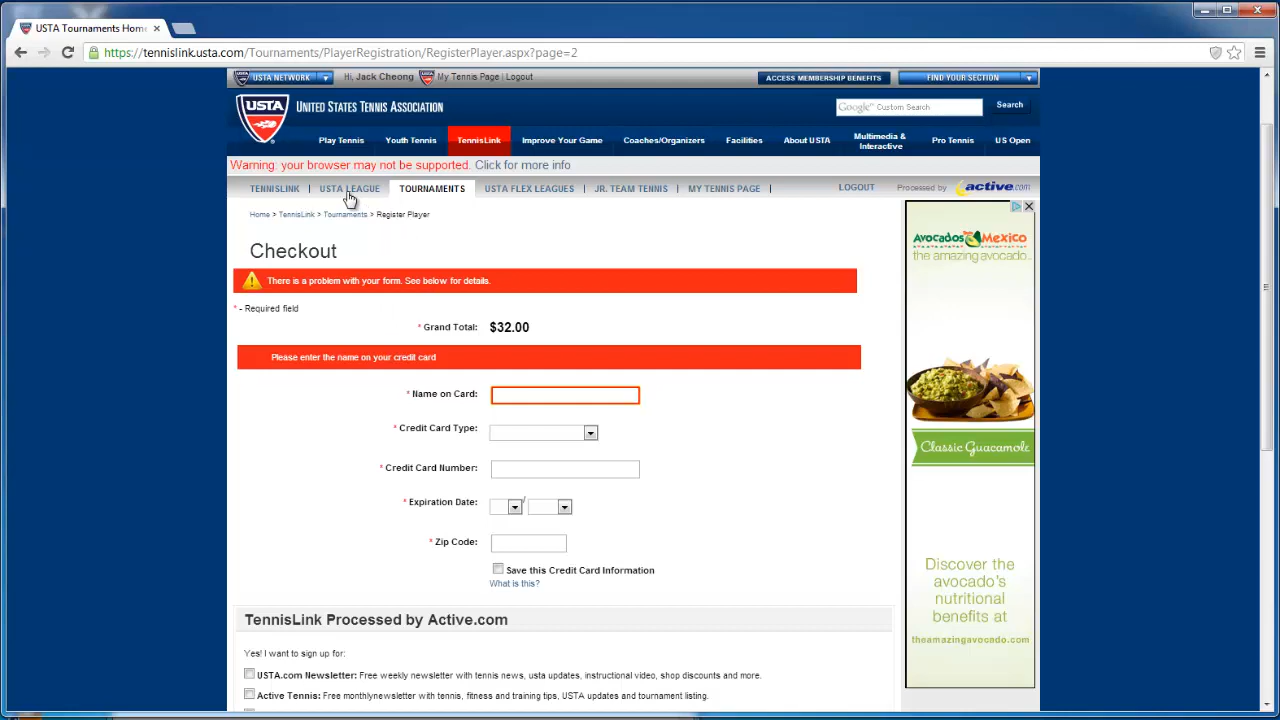 USTA Tournaments Home
https://tennislink.usta.com/Tournaments/PlayerRegistration/RegisterPlayer.aspx?page=2
USTA NETWORK Hi, Jack Cheong My Tennis Page | Logout ACCESS MEMBERSHIP BENEFITS FIND YOUR SECTION
USTA UNITED STATES TENNIS ASSOCIATION Google™ Custom Search Search
Play Tennis Youth Tennis TennisLink Improve Your Game Coaches/Organizers Facilities About USTA Multimedia & Interactive Pro Tennis US Open
Warning: your browser may not be supported. Click for more info
TENNISLINK | USTA LEAGUE TOURNAMENTS USTA FLEX LEAGUES | JR. TEAM TENNIS | MY TENNIS PAGE | LOGOUT Processed by active.com
Home > TennisLink > Tournaments > Register Player
Checkout
There is a problem with your form. See below for details.
* - Required field
* Grand Total: $32.00
Please enter the name on your credit card
* Name on Card:
* Credit Card Type:
* Credit Card Number:
* Expiration Date: /
* Zip Code:
Save this Credit Card Information
What is this?
TennisLink Processed by Active.com
Yes! I want to sign up for:
USTA.com Newsletter: Free weekly newsletter with tennis news, usta updates, instructional video, shop discounts and more.
Active Tennis: Free monthlynewsletter with tennis, fitness and training tips, USTA updates and tournament listing.
Avocados Mexico
the amazing avocado.
Classic Guacamole
Discover the
avocado's
nutritional
benefits at
theamazingavocado.com